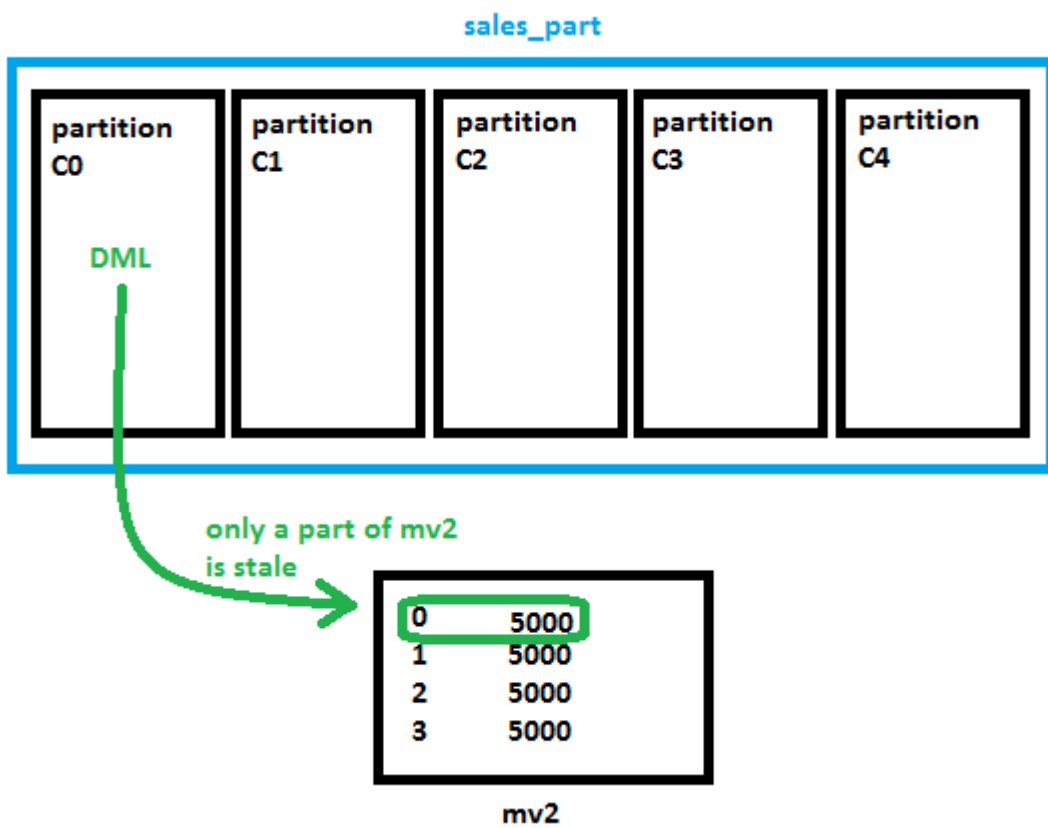 sales_part
partition
C0
partition
C1
partition
C2
partition
C3
partition
C4
DML
only a part of mv2
is stale
0 5000
1 5000
2 5000
3 5000
mv2